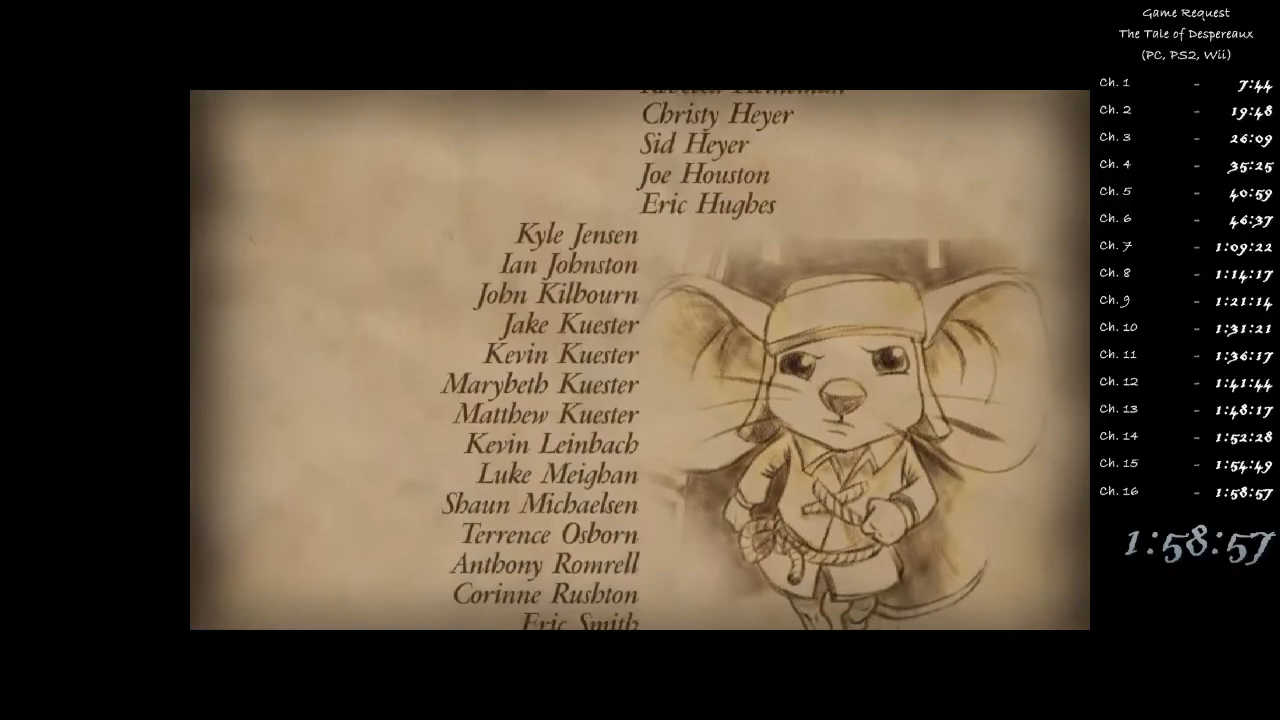 Game Request
The Tale of Despereaux
(PC, PS2, Wii)
Christy Heyer
Sid Heyer
Joe Houston
Eric Hughes
Kyle Jensen
Ian Johnston
John Kilbourn
Jake Kuester
Kevin Kuester
Marybeth Kuester
Matthew Kuester
Kevin Leinbach
Luke Meighan
Shaun Michaelsen
Terrence Osborn
Anthony Romrell
Corinne Rushton
Eric Smith
Ch. 1 - 7:44
Ch. 2 - 19:48
Ch. 3 - 26:09
Ch. 4 - 35:25
Ch. 5 - 40:59
Ch. 6 - 46:37
Ch. 7 - 1:09:22
Ch. 8 - 1:14:17
Ch. 9 - 1:21:14
Ch. 10 - 1:31:21
Ch. 11 - 1:36:17
Ch. 12 - 1:41:44
Ch. 13 - 1:48:17
Ch. 14 - 1:52:28
Ch. 15 - 1:54:49
Ch. 16 - 1:58:57
1:58:57